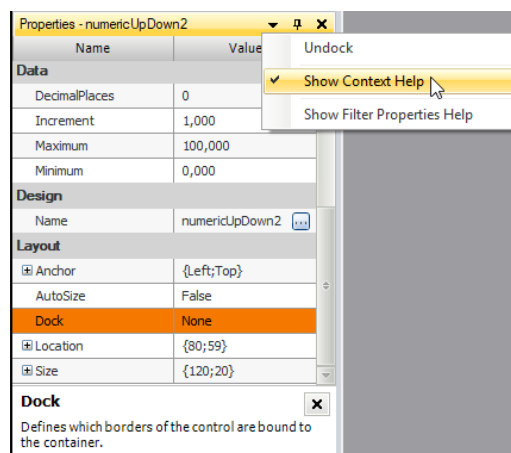 Properties - numericUpDown2
Name Value
Undock
Data
Show Context Help
DecimalPlaces 0
Show Filter Properties Help
Increment 1,000
Maximum 100,000
Minimum 0,000
Design
Name numericUpDown2 ...
Layout
Anchor {Left;Top}
AutoSize False
Dock None
Location {80;59}
Size {120;20}
Dock
Defines which borders of the control are bound to
the container.